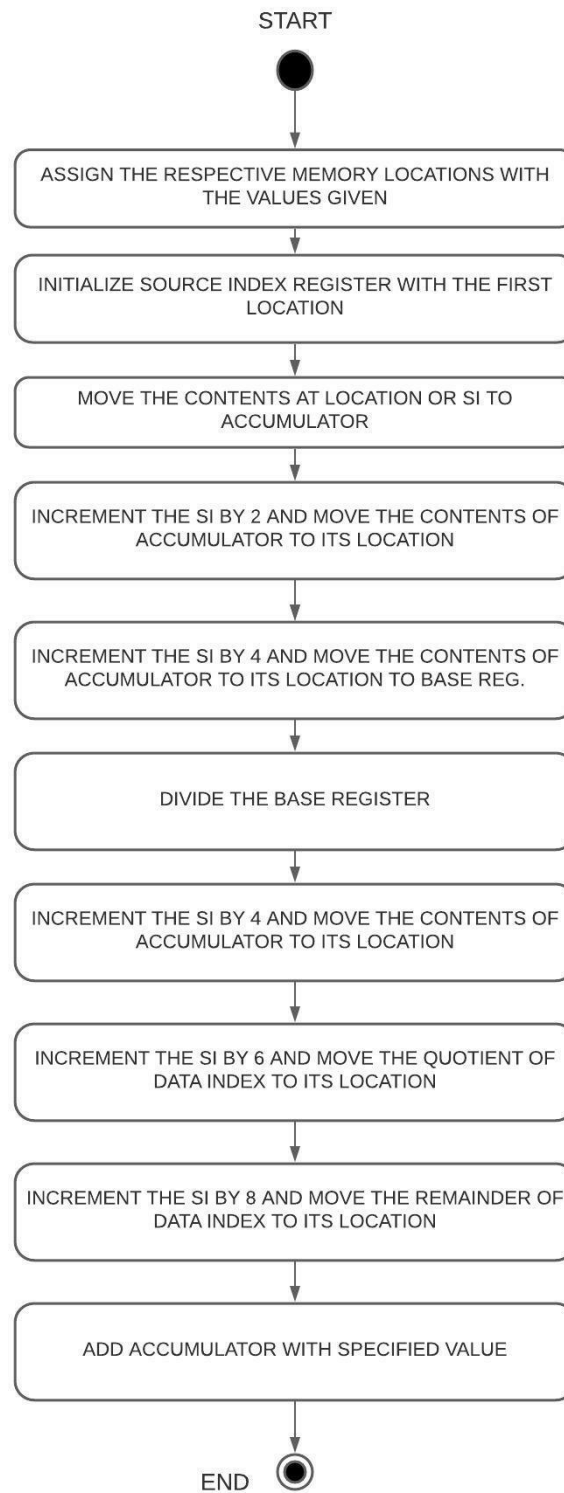 START
ASSIGN THE RESPECTIVE MEMORY LOCATIONS WITH
THE VALUES GIVEN
INITIALIZE SOURCE INDEX REGISTER WITH THE FIRST
LOCATION
MOVE THE CONTENTS AT LOCATION OR SI TO
ACCUMULATOR
INCREMENT THE SI BY 2 AND MOVE THE CONTENTS OF
ACCUMULATOR TO ITS LOCATION
INCREMENT THE SI BY 4 AND MOVE THE CONTENTS OF
ACCUMULATOR TO ITS LOCATION TO BASE REG.
DIVIDE THE BASE REGISTER
INCREMENT THE SI BY 4 AND MOVE THE CONTENTS OF
ACCUMULATOR TO ITS LOCATION
INCREMENT THE SI BY 6 AND MOVE THE QUOTIENT OF
DATA INDEX TO ITS LOCATION
INCREMENT THE SI BY 8 AND MOVE THE REMAINDER OF
DATA INDEX TO ITS LOCATION
ADD ACCUMULATOR WITH SPECIFIED VALUE
END